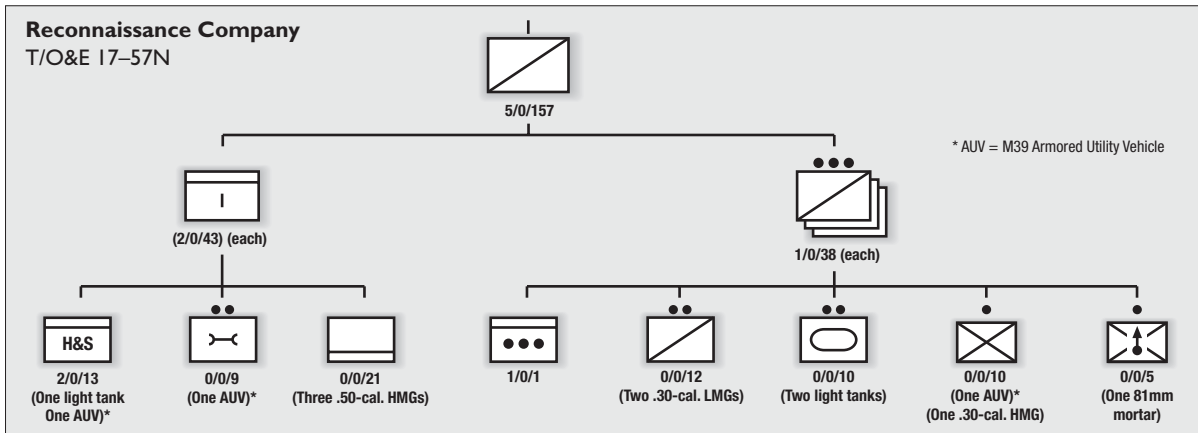 Reconnaissance Company
T/O&E 17–57N
5/0/157
* AUV = M39 Armored Utility Vehicle
I
(2/0/43) (each)
1/0/38 (each)
H&S
2/0/13
(One light tank
One AUV)*
0/0/9
(One AUV)*
0/0/21
(Three .50-cal. HMGs)
1/0/1
0/0/12
(Two .30-cal. LMGs)
0/0/10
(Two light tanks)
0/0/10
(One AUV)*
(One .30-cal. HMG)
0/0/5
(One 81mm
mortar)